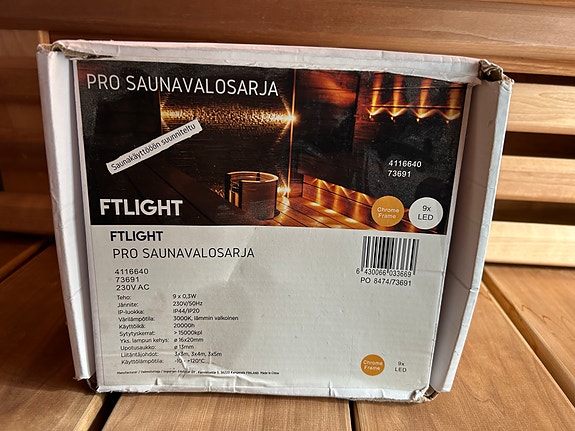 PRO SAUNAVALOSARJA
Saunakäyttöön suunniteltu
4116640
73691
FTLIGHT
Chrome
Frame
9x
LED
FTLIGHT
PRO SAUNAVALOSARJA
4116640
73691
230V AC
Teho: 9 x 0,3W
Jännite: 230V/50Hz
IP-luokka: IP44/IP20
Värilämpötila: 3000K, lämmin valkoinen
Käyttöikä: 20000h
Sytytyskerrat: > 15000kpl
Yks. lampun kehys: ø 16x20mm
Upotusaukko: ø 13mm
Liitäntäjohdot: 3x3m, 3x4m, 3x5m
Käyttölämpötila: -10 - +120°C
6 430066 033669
PO 8474/73691
Chrome
Frame
9x
LED